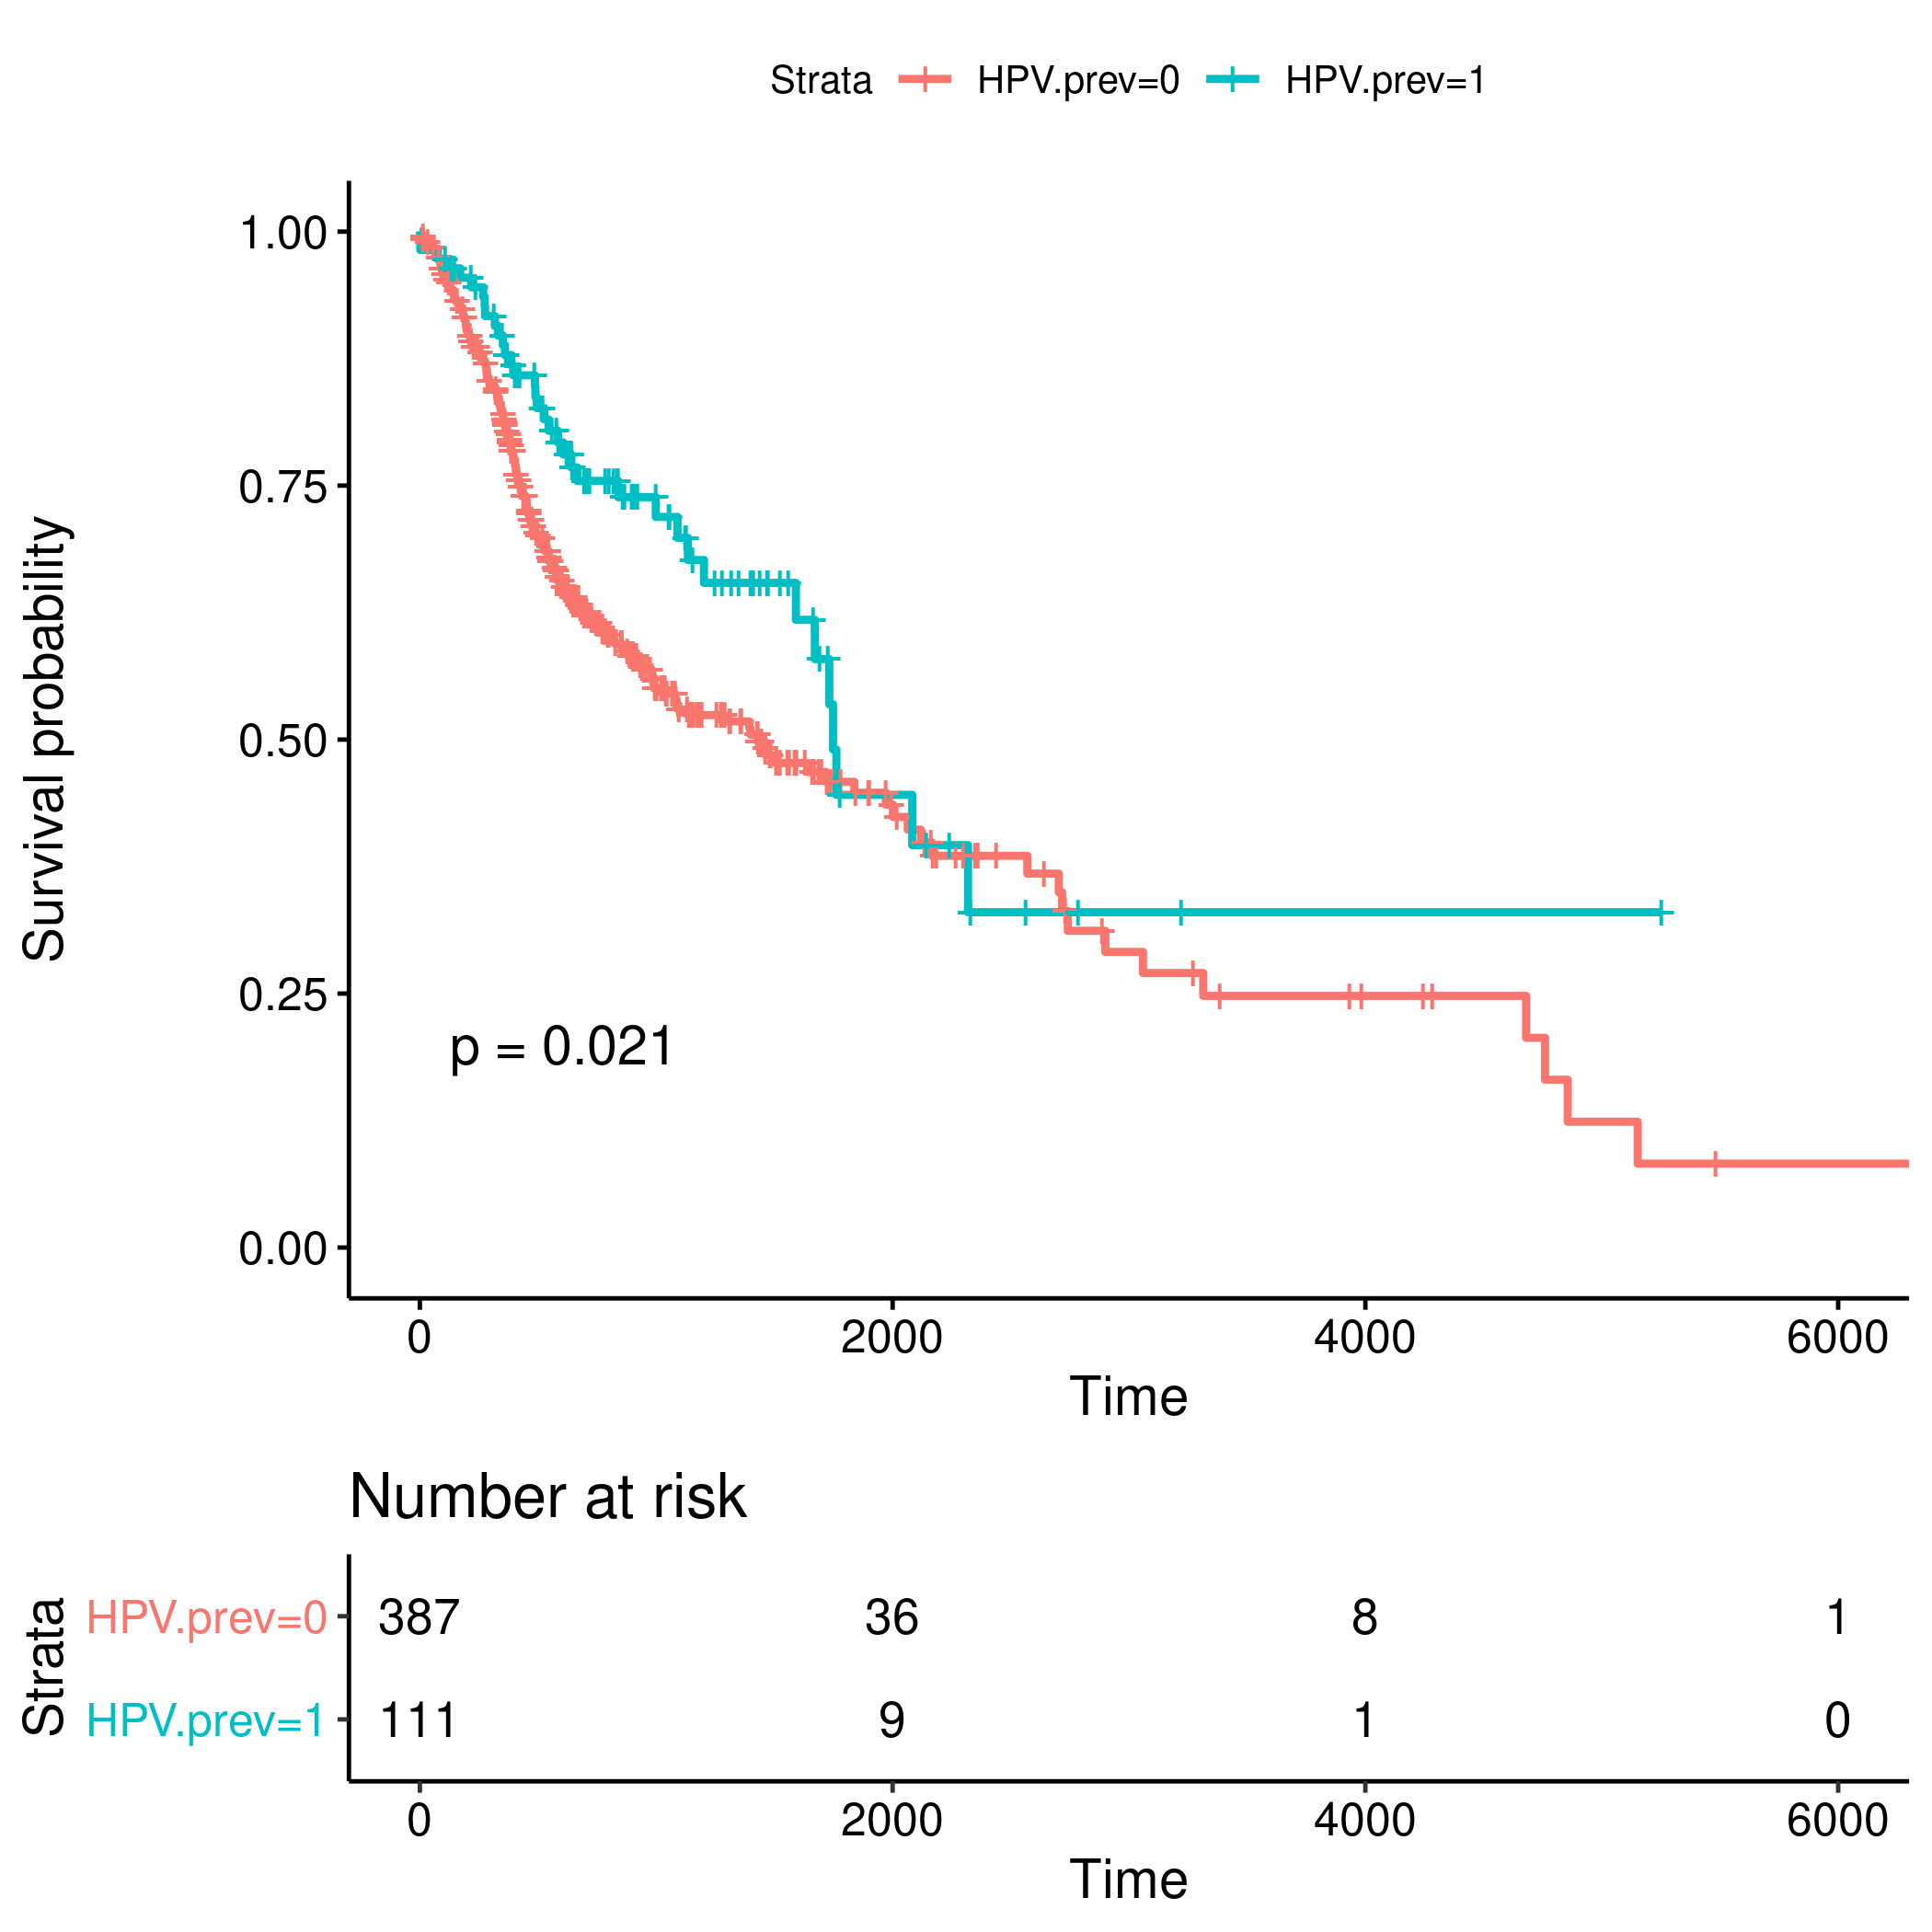 Strata HPV.prev=0 HPV.prev=1
Survival probability
1.00
0.75
0.50
0.25
0.00
p = 0.021
0 2000 4000 6000
Time
Number at risk
Strata
HPV.prev=0 387 36 8 1
HPV.prev=1 111 9 1 0
0 2000 4000 6000
Time